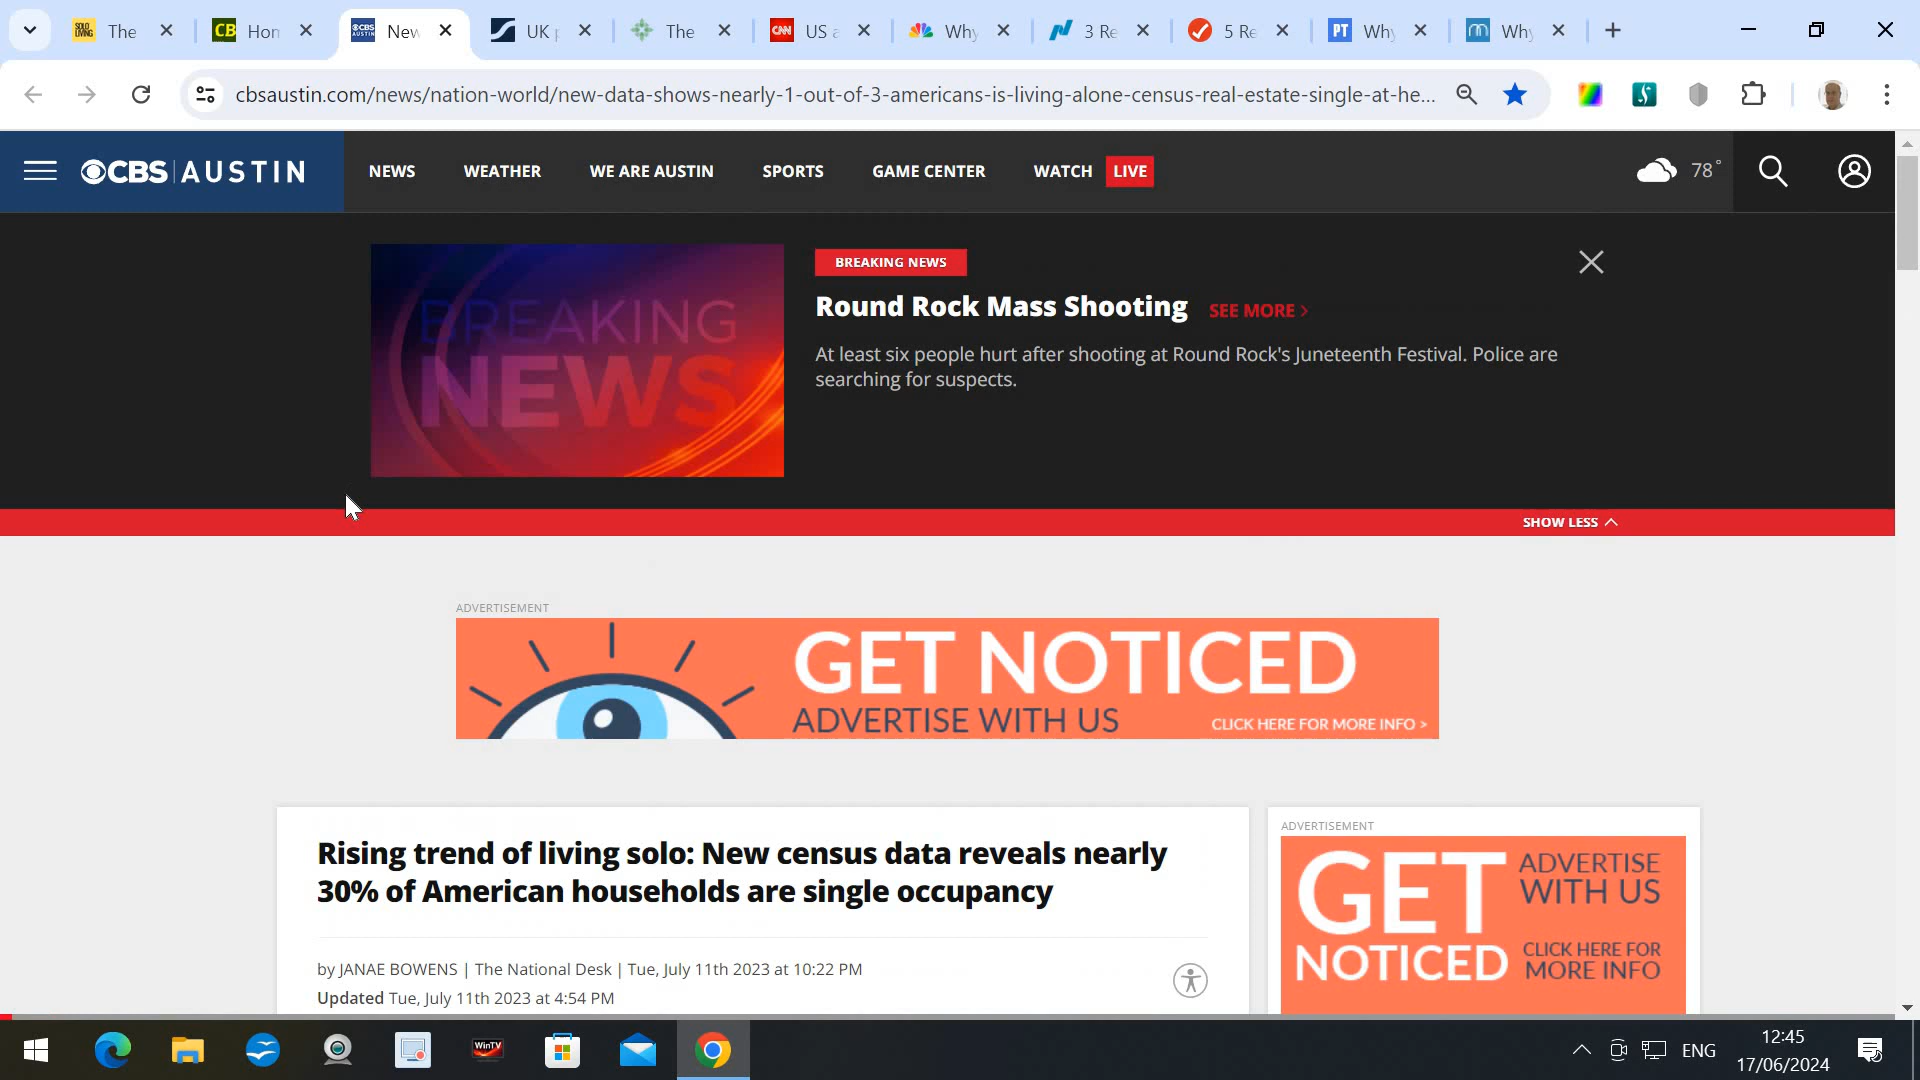 The
Hon
New
UK
The
US a
Why
3 Re
5 Re
Why
Why
cbsaustin.com/news/nation-world/new-data-shows-nearly-1-out-of-3-americans-is-living-alone-census-real-estate-single-at-he...
CBS AUSTIN
NEWS
WEATHER
WE ARE AUSTIN
SPORTS
GAME CENTER
WATCH LIVE
78°
BREAKING NEWS
BREAKING
NEWS
Round Rock Mass Shooting SEE MORE >
At least six people hurt after shooting at Round Rock's Juneteenth Festival. Police are
searching for suspects.
SHOW LESS
ADVERTISEMENT
GET NOTICED
ADVERTISE WITH US
CLICK HERE FOR MORE INFO >
Rising trend of living solo: New census data reveals nearly
30% of American households are single occupancy
by JANAE BOWENS | The National Desk | Tue, July 11th 2023 at 10:22 PM
Updated Tue, July 11th 2023 at 4:54 PM
ADVERTISEMENT
GET
NOTICED
ADVERTISE
WITH US
CLICK HERE FOR
MORE INFO
WinTV
ENG
12:45
17/06/2024